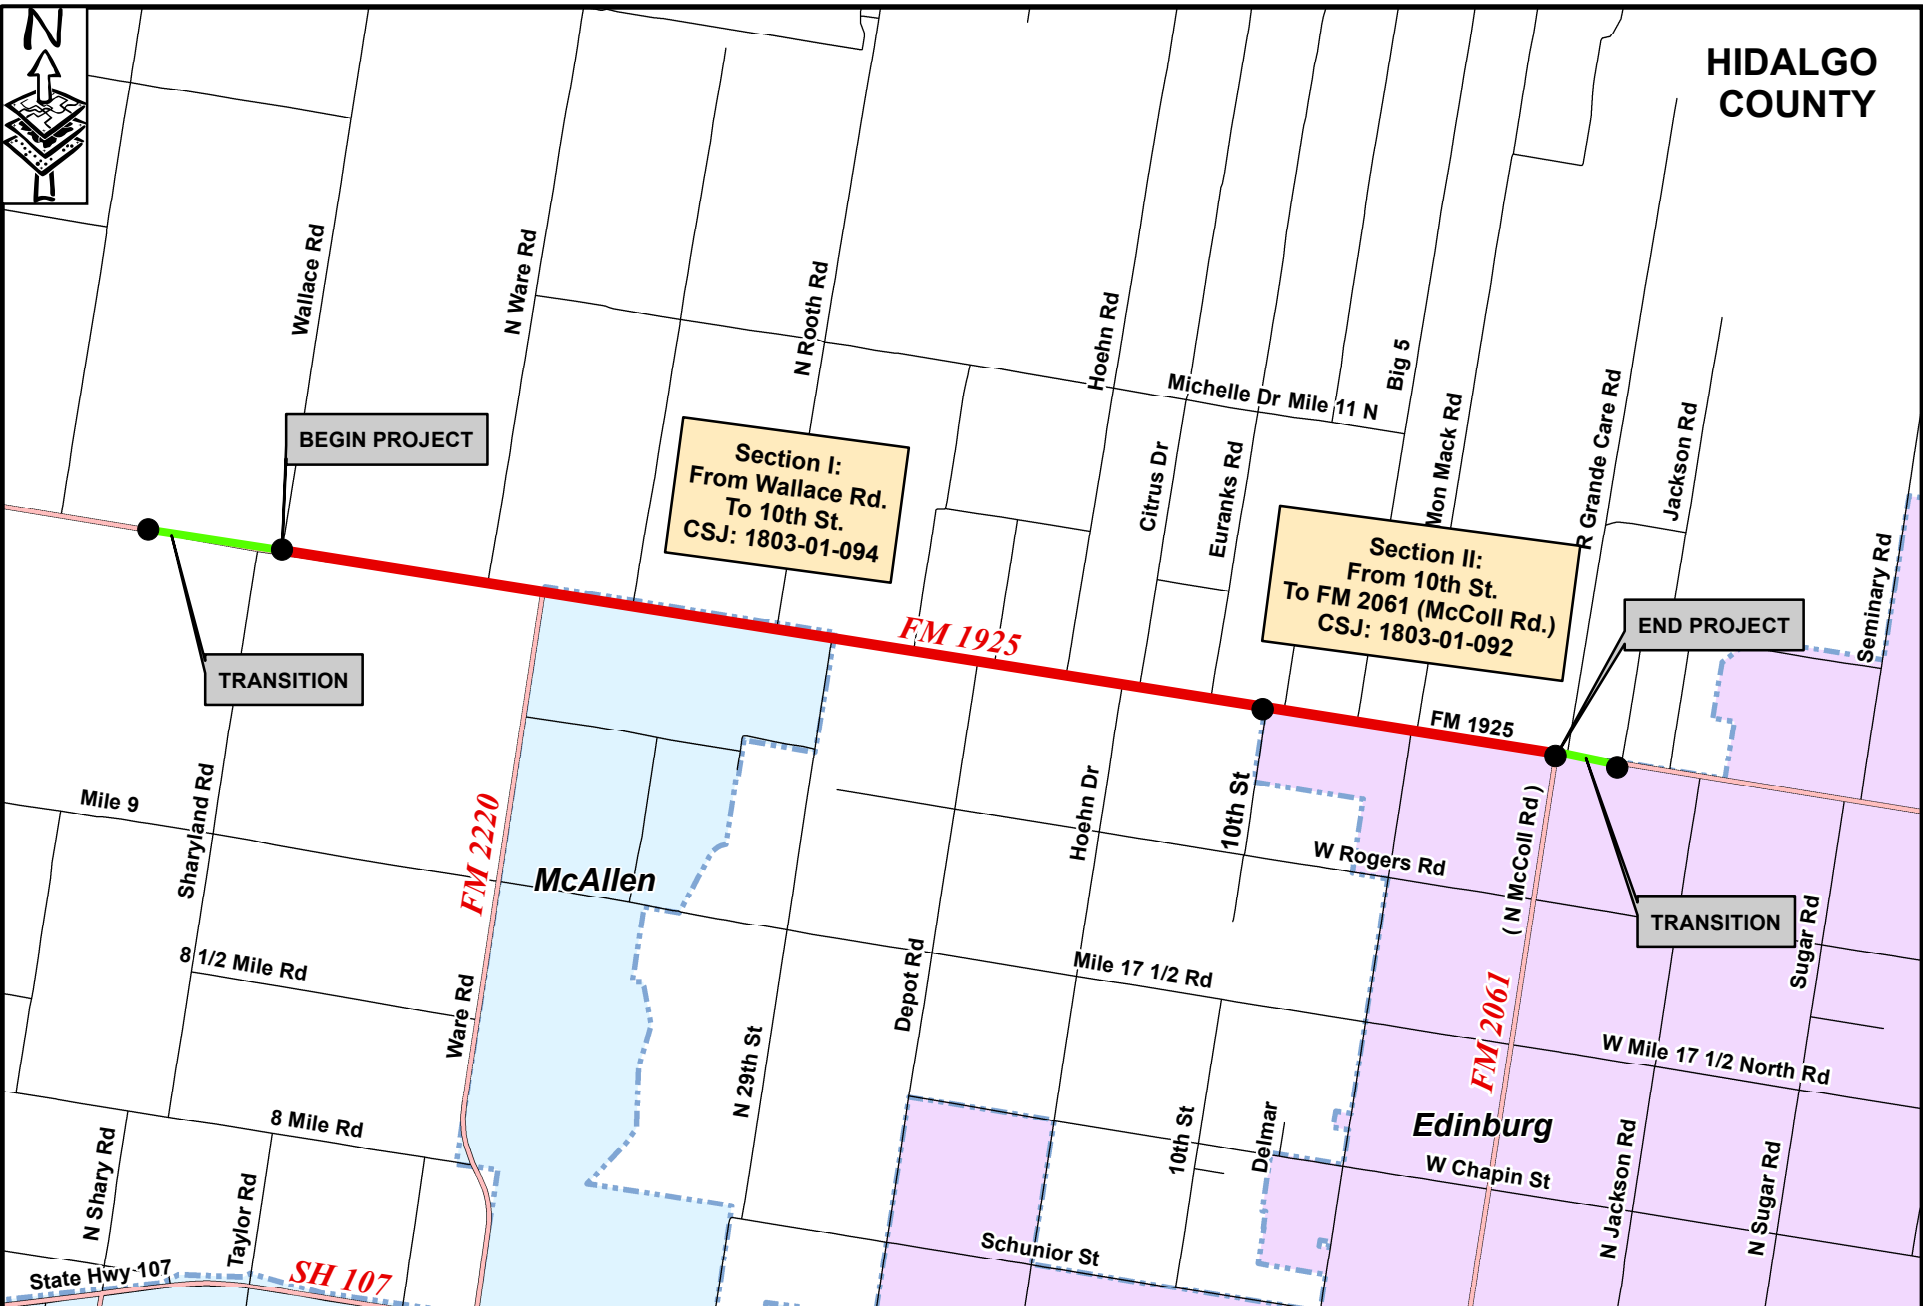 N
HIDALGO
COUNTY
Wallace Rd
N Ware Rd
N Rooth Rd
Hoehn Rd
Michelle Dr Mile 11 N
Big 5
Mon Mack Rd
R Grande Care Rd
Jackson Rd
Citrus Dr
Euranks Rd
Seminary Rd
BEGIN PROJECT
Section I:
From Wallace Rd.
To 10th St.
CSJ: 1803-01-094
Section II:
From 10th St.
To FM 2061 (McColl Rd.)
CSJ: 1803-01-092
END PROJECT
TRANSITION
FM 1925
FM 1925
Mile 9
Sharyland Rd
FM 2220
McAllen
Hoehn Dr
10th St
W Rogers Rd
( N McColl Rd )
TRANSITION
Sugar Rd
8 1/2 Mile Rd
Ware Rd
Depot Rd
Mile 17 1/2 Rd
N 29th St
FM 2061
W Mile 17 1/2 North Rd
8 Mile Rd
N Shary Rd
Taylor Rd
10th St
Delmar
Edinburg
W Chapin St
N Jackson Rd
N Sugar Rd
Schunior St
State Hwy 107
SH 107